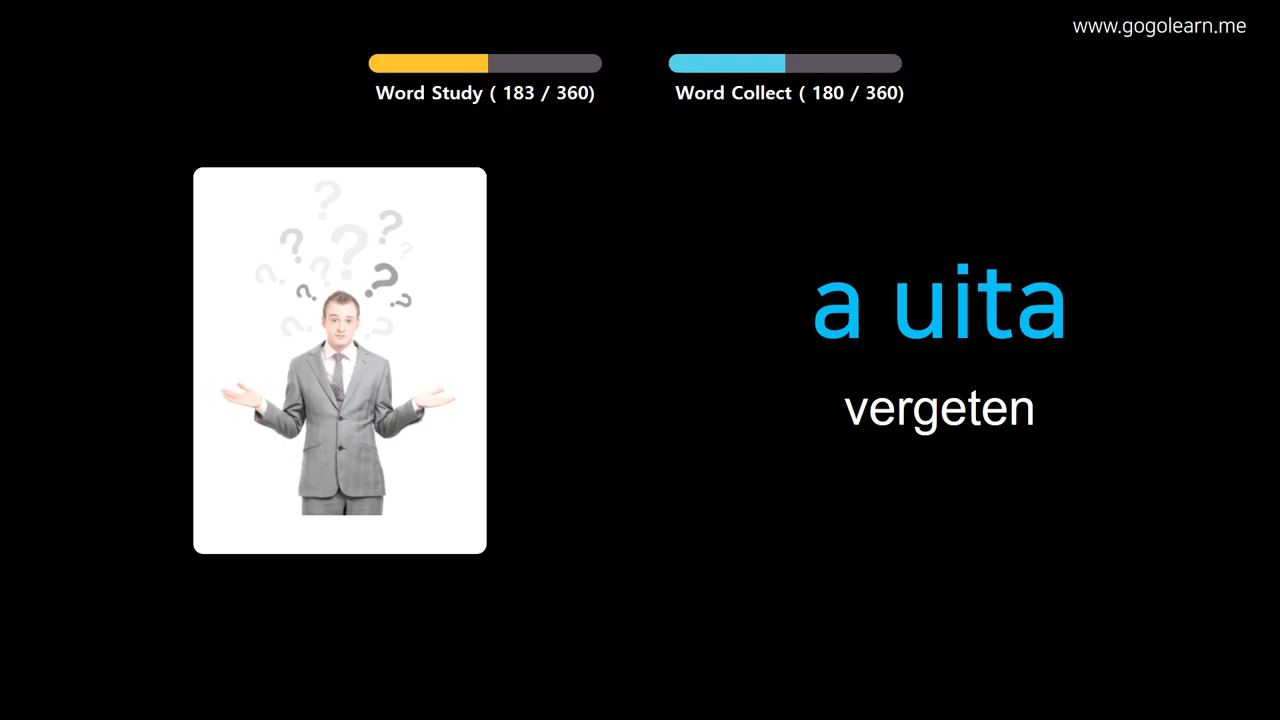 www.gogolearn.me
Word Study ( 183 / 360)
Word Collect ( 180 / 360)
a uita
vergeten